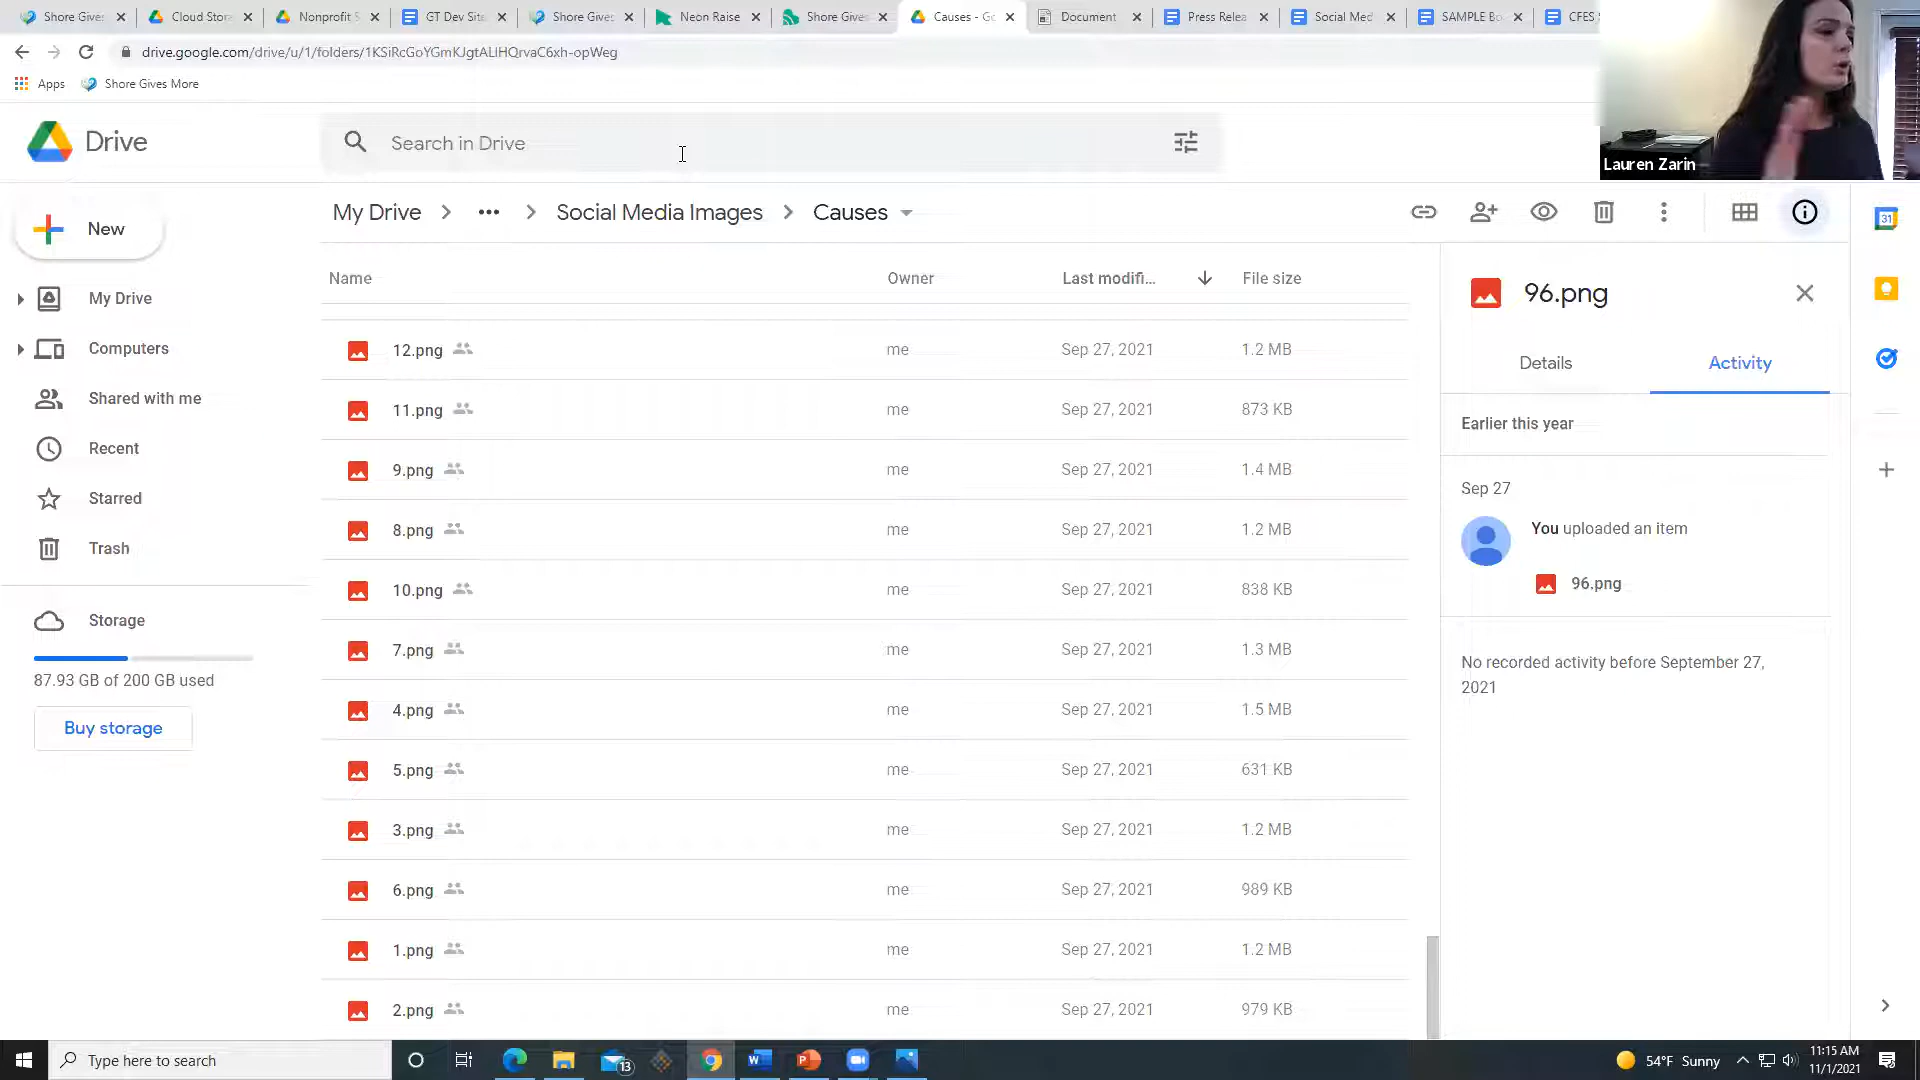 Shore Give
Cloud Stor
Nonprofit S
GT Dev Site
Shore Give
Neon Raise
Shore Give
Causes - Go
Document
Press Relea
Social Med
SAMPLE Bo
CFES
drive.google.com/drive/u/1/folders/1KSiRcGoYGmKJgtALlHQrvaC6xh-opWeg
Apps
Shore Gives More
Lauren Zarin
Drive
Search in Drive
New
My Drive
...
Social Media Images
Causes
31
My Drive
Computers
Shared with me
Recent
Starred
Trash
Storage
87.93 GB of 200 GB used
Buy storage
Name Owner Last modifi... File size
12.png me Sep 27, 2021 1.2 MB
11.png me Sep 27, 2021 873 KB
9.png me Sep 27, 2021 1.4 MB
8.png me Sep 27, 2021 1.2 MB
10.png me Sep 27, 2021 838 KB
7.png me Sep 27, 2021 1.3 MB
4.png me Sep 27, 2021 1.5 MB
5.png me Sep 27, 2021 631 KB
3.png me Sep 27, 2021 1.2 MB
6.png me Sep 27, 2021 989 KB
1.png me Sep 27, 2021 1.2 MB
2.png me Sep 27, 2021 979 KB
96.png
Details
Activity
Earlier this year
Sep 27
You uploaded an item
96.png
No recorded activity before September 27,
2021
Type here to search
13
54°F Sunny
11:15 AM
11/1/2021